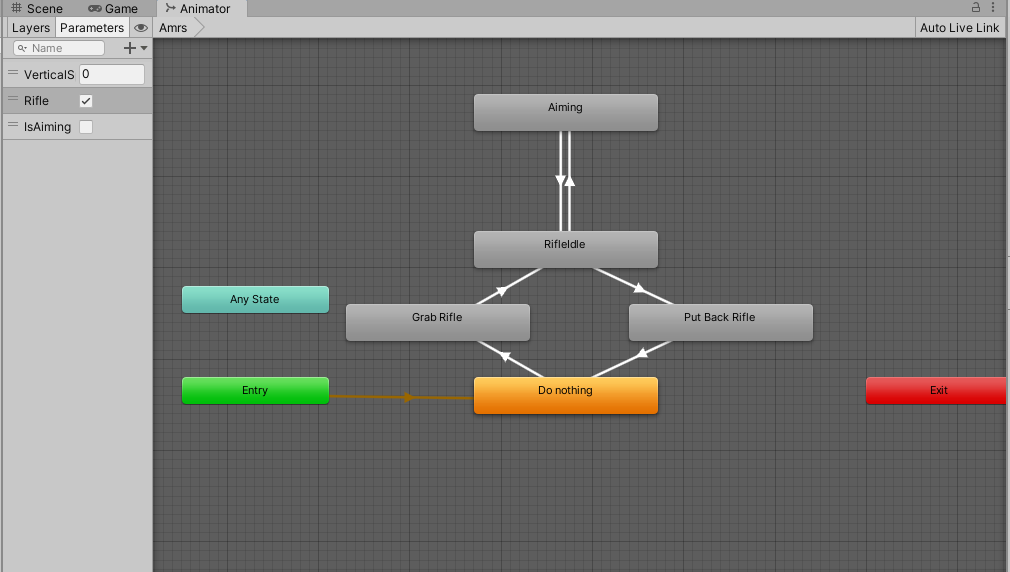 Scene Game Animator
Layers Parameters Amrs Auto Live Link
Name
VerticalS 0
Rifle
IsAiming
Aiming
RifleIdle
Any State
Grab Rifle Put Back Rifle
Entry Do nothing Exit